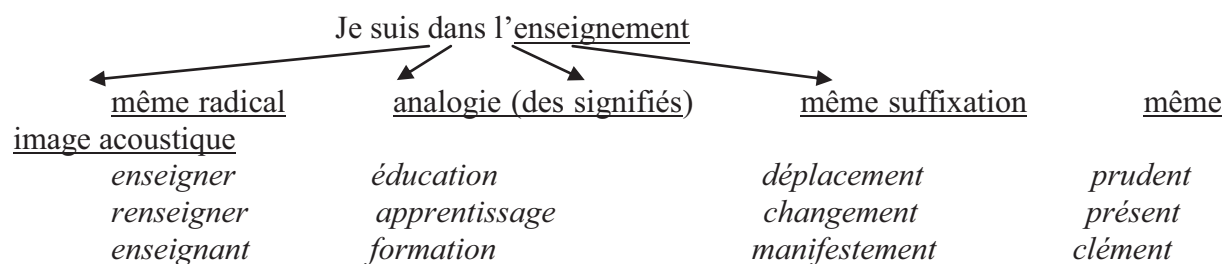 Je suis dans l’enseignement
même radical analogie (des signifiés) même suffixation même
image acoustique
enseigner éducation déplacement prudent
renseigner apprentissage changement présent
enseignant formation manifestement clément